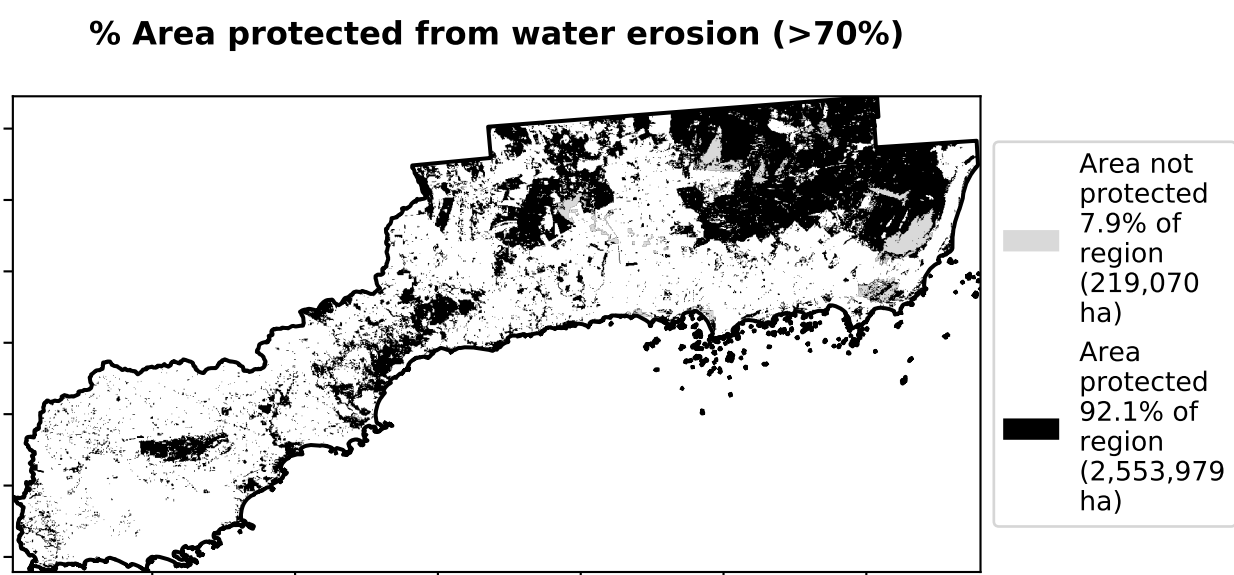 % Area protected from water erosion (>70%)
Area not
protected
7.9% of
region
(219,070
ha)
Area
protected
92.1% of
region
(2,553,979
ha)